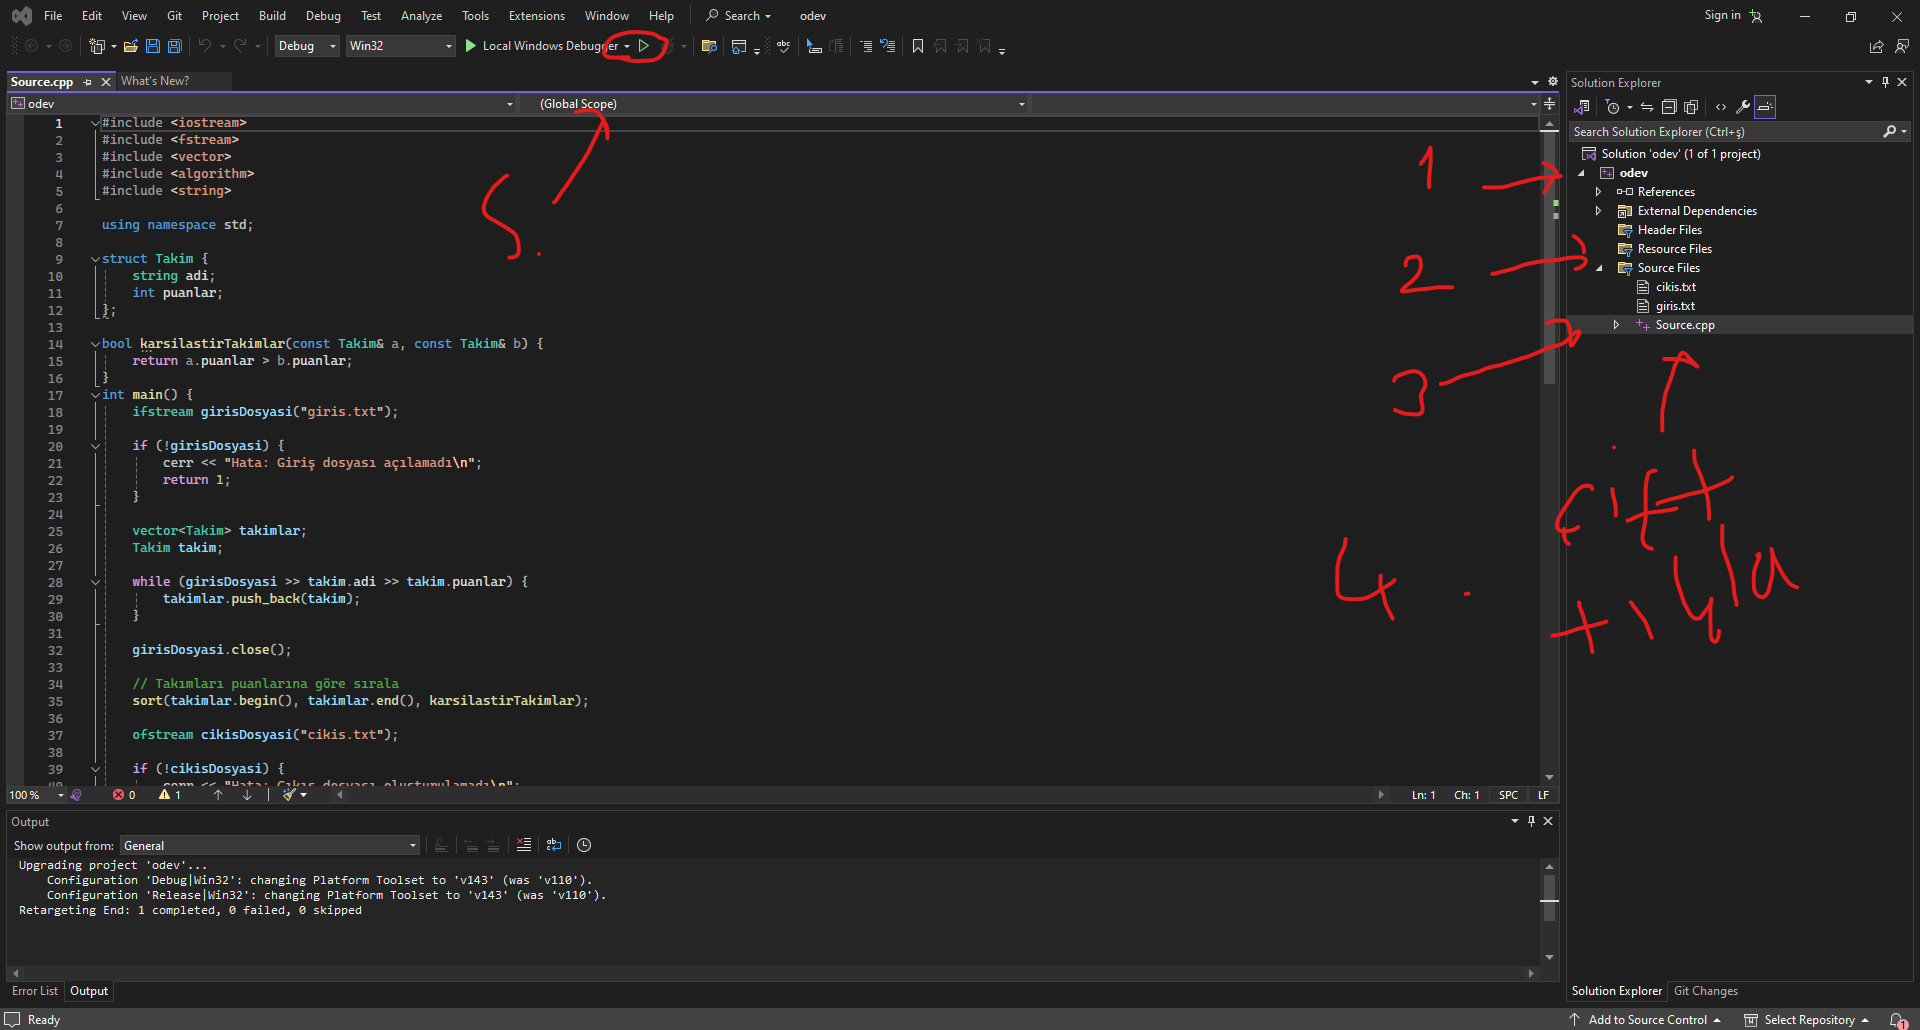 File Edit View Git Project Build Debug Test Analyze Tools Extensions Window Help Search odev Sign in
Debug Win32 Local Windows Debugger
Source.cpp What's New?
odev (Global Scope)
1 #include <iostream>
2 #include <fstream>
3 #include <vector>
4 #include <algorithm>
5 #include <string>
6
7 using namespace std;
8
9 struct Takim {
10 string adi;
11 int puanlar;
12 };
13
14 bool karsilastirTakimlar(const Takim& a, const Takim& b) {
15 return a.puanlar > b.puanlar;
16 }
17 int main() {
18 ifstream girisDosyasi("giris.txt");
19
20 if (!girisDosyasi) {
21 cerr << "Hata: Giriş dosyası açılamadı\n";
22 return 1;
23 }
24
25 vector<Takim> takimlar;
26 Takim takim;
27
28 while (girisDosyasi >> takim.adi >> takim.puanlar) {
29 takimlar.push_back(takim);
30 }
31
32 girisDosyasi.close();
33
34 // Takımları puanlarına göre sırala
35 sort(takimlar.begin(), takimlar.end(), karsilastirTakimlar);
36
37 ofstream cikisDosyasi("cikis.txt");
38
39 if (!cikisDosyasi) {
40 cerr << "Hata: Çıkış dosyası oluşturulamadı\n";
100 % 0 1 Ln: 1 Ch: 1 SPC LF
Output
Show output from: General
Upgrading project 'odev'...
Configuration 'Debug|Win32': changing Platform Toolset to 'v143' (was 'v110').
Configuration 'Release|Win32': changing Platform Toolset to 'v143' (was 'v110').
Retargeting End: 1 completed, 0 failed, 0 skipped
Error List Output
Ready
Solution Explorer
Search Solution Explorer (Ctrl+ş)
Solution 'odev' (1 of 1 project)
odev
References
External Dependencies
Header Files
Resource Files
Source Files
cikis.txt
giris.txt
Source.cpp
Solution Explorer Git Changes
Add to Source Control Select Repository 1
1
2
3
4.
çift
tıkla
5.